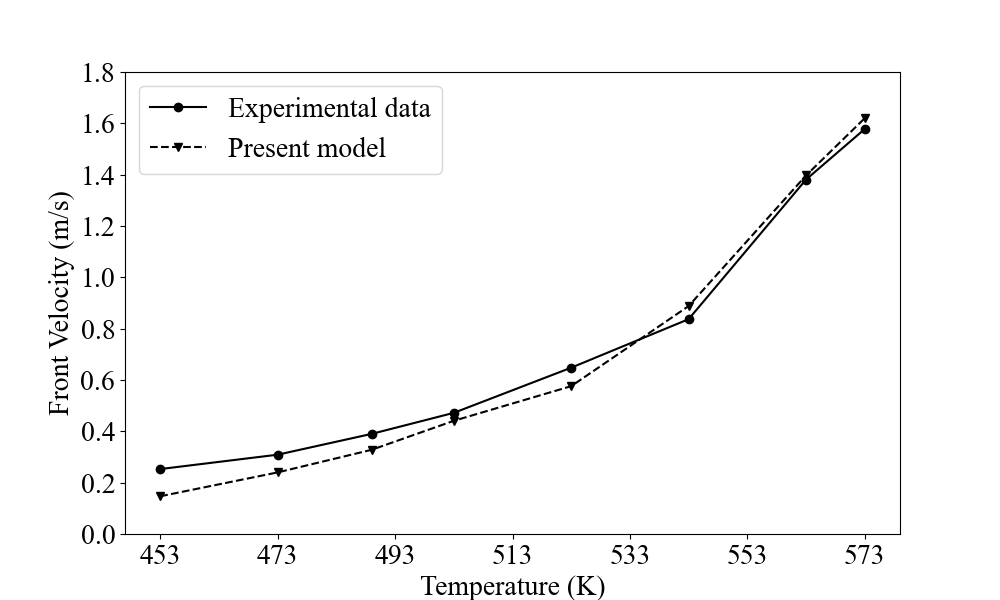 1.8
1.6
1.4
1.2
1.0
0.8
0.6
0.4
0.2
0.0
Front Velocity (m/s)
Experimental data
Present model
453 473 493 513 533 553 573
Temperature (K)